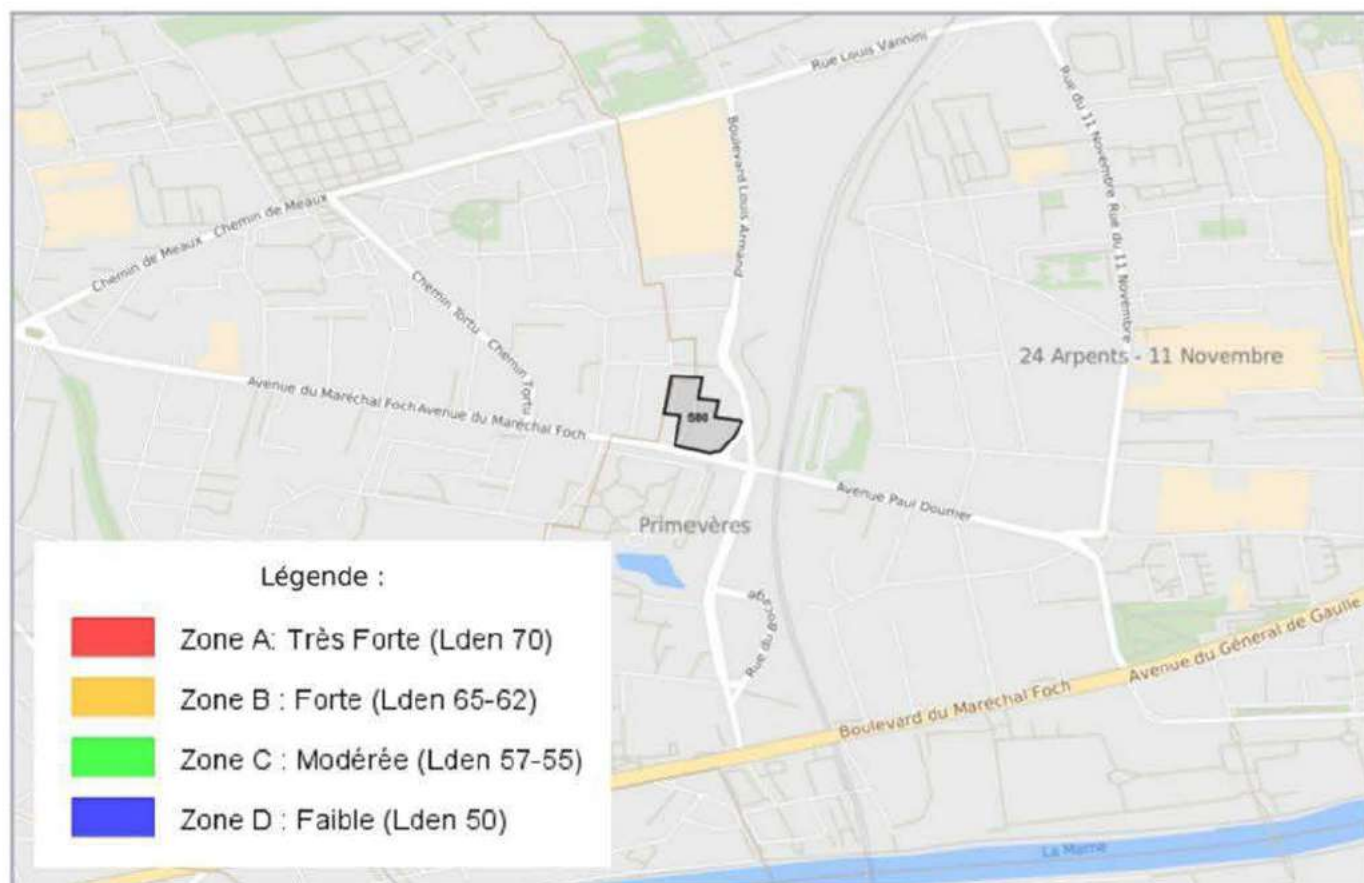 Rue Louis Vannini
Boulevard Louis Armand
Rue du 11 Novembre Rue du 11 Novembre
Chemin de Meaux - Chemin de Meaux
Chemin Tortu - Chemin Tortu
24 Arpents - 11 Novembre
Avenue du Maréchal Foch Avenue du Maréchal Foch
Avenue Paul Doumer
Primevères
Rue du Bocage
Boulevard du Maréchal Foch
Avenue du Général de Gaulle
La Marne
Légende :
Zone A: Très Forte (Lden 70)
Zone B : Forte (Lden 65-62)
Zone C : Modérée (Lden 57-55)
Zone D : Faible (Lden 50)